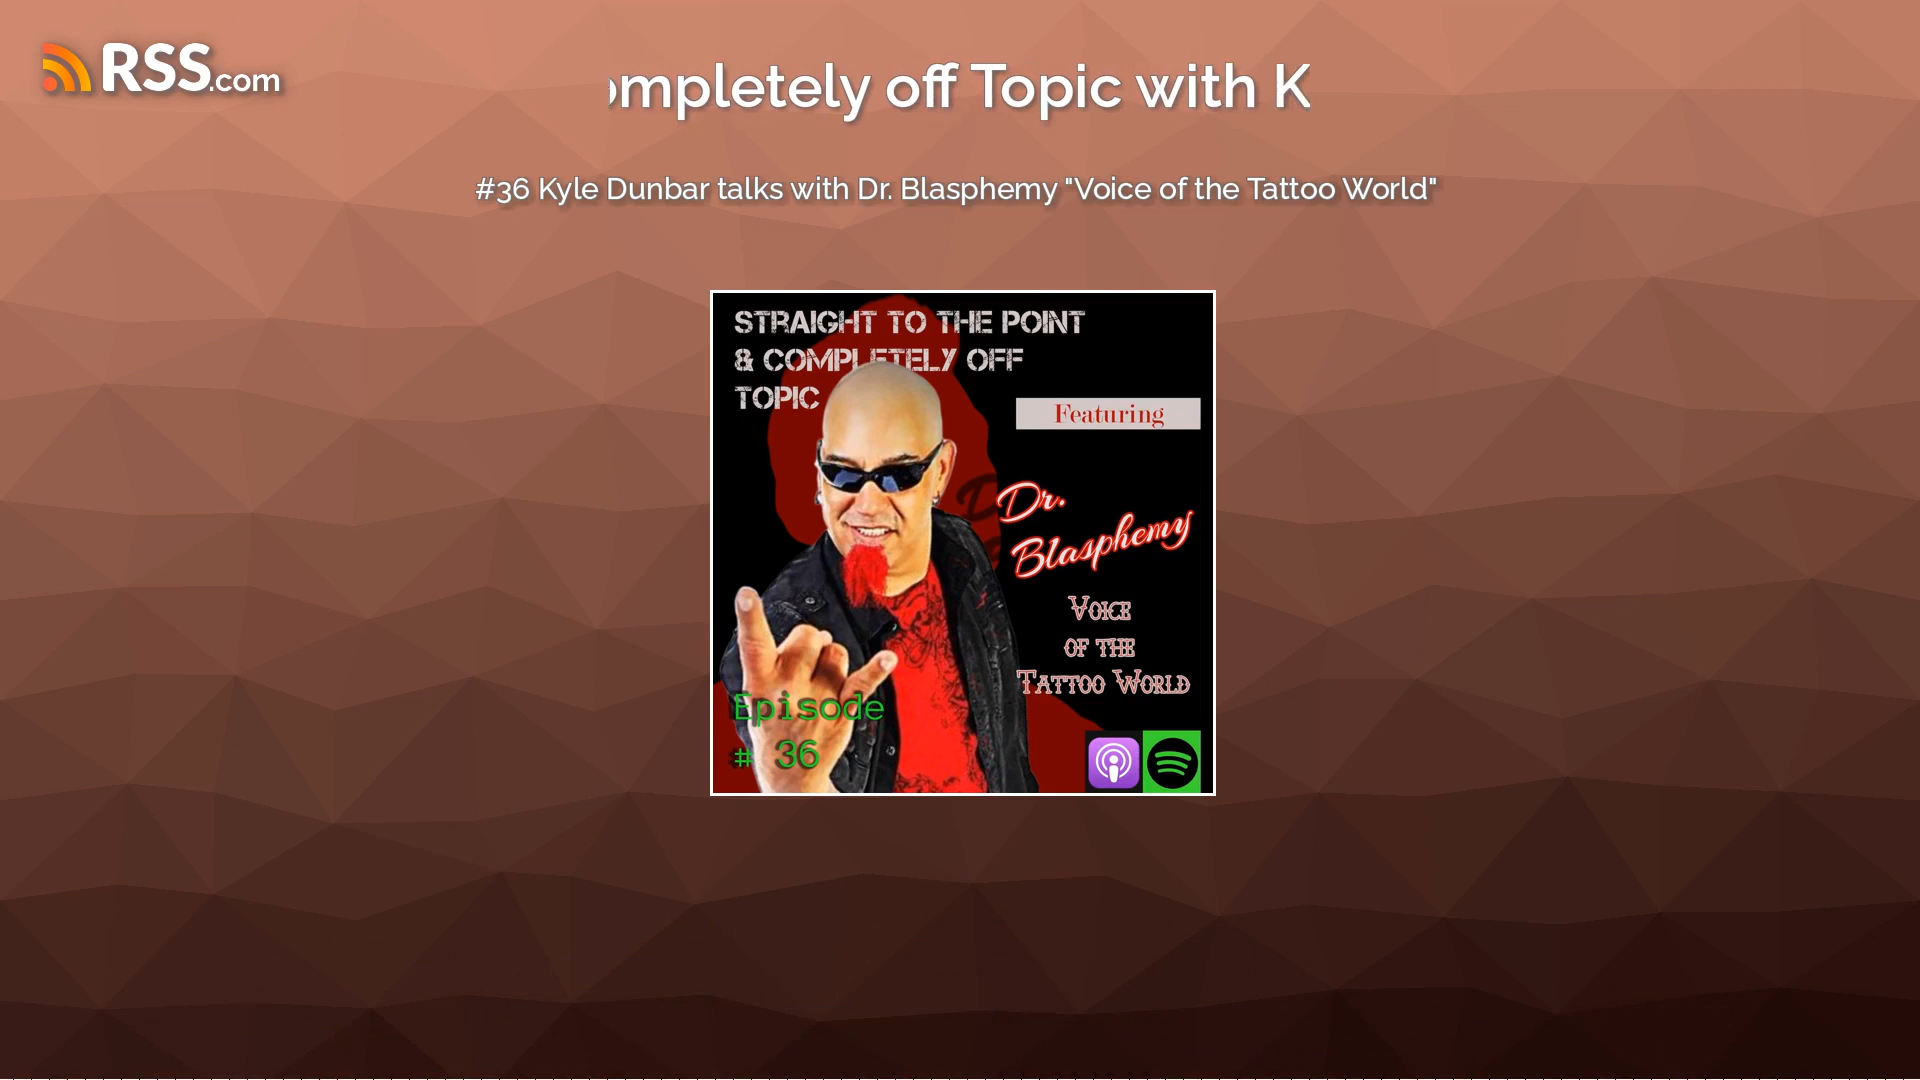 RSS.com
ompletely off Topic with K
#36 Kyle Dunbar talks with Dr. Blasphemy "Voice of the Tattoo World"
STRAIGHT TO THE POINT
& COMPLETELY OFF
TOPIC
Featuring
Dr.
Blasphemy
Voice
of the
Tattoo World
Episode
# 36